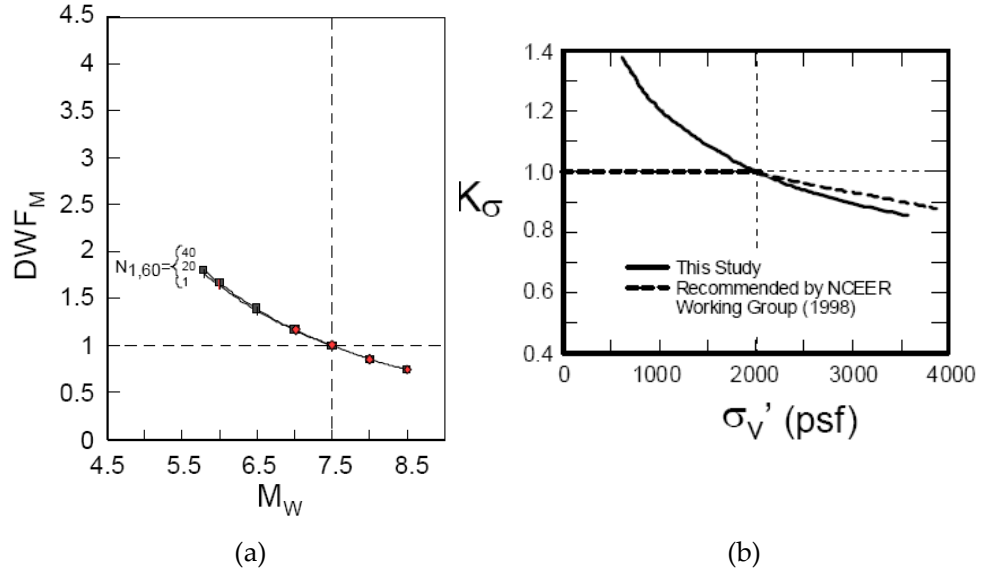 4.5
4
3.5
3
2.5
2
1.5
1
0.5
0
DWF_M
N_1,60={40
20
1
4.5 5.5 6.5 7.5 8.5
M_W
(a)
1.4
1.2
1.0
0.8
0.6
0.4
K_σ
This Study
Recommended by NCEER
Working Group (1998)
0 1000 2000 3000 4000
σ_V’ (psf)
(b)